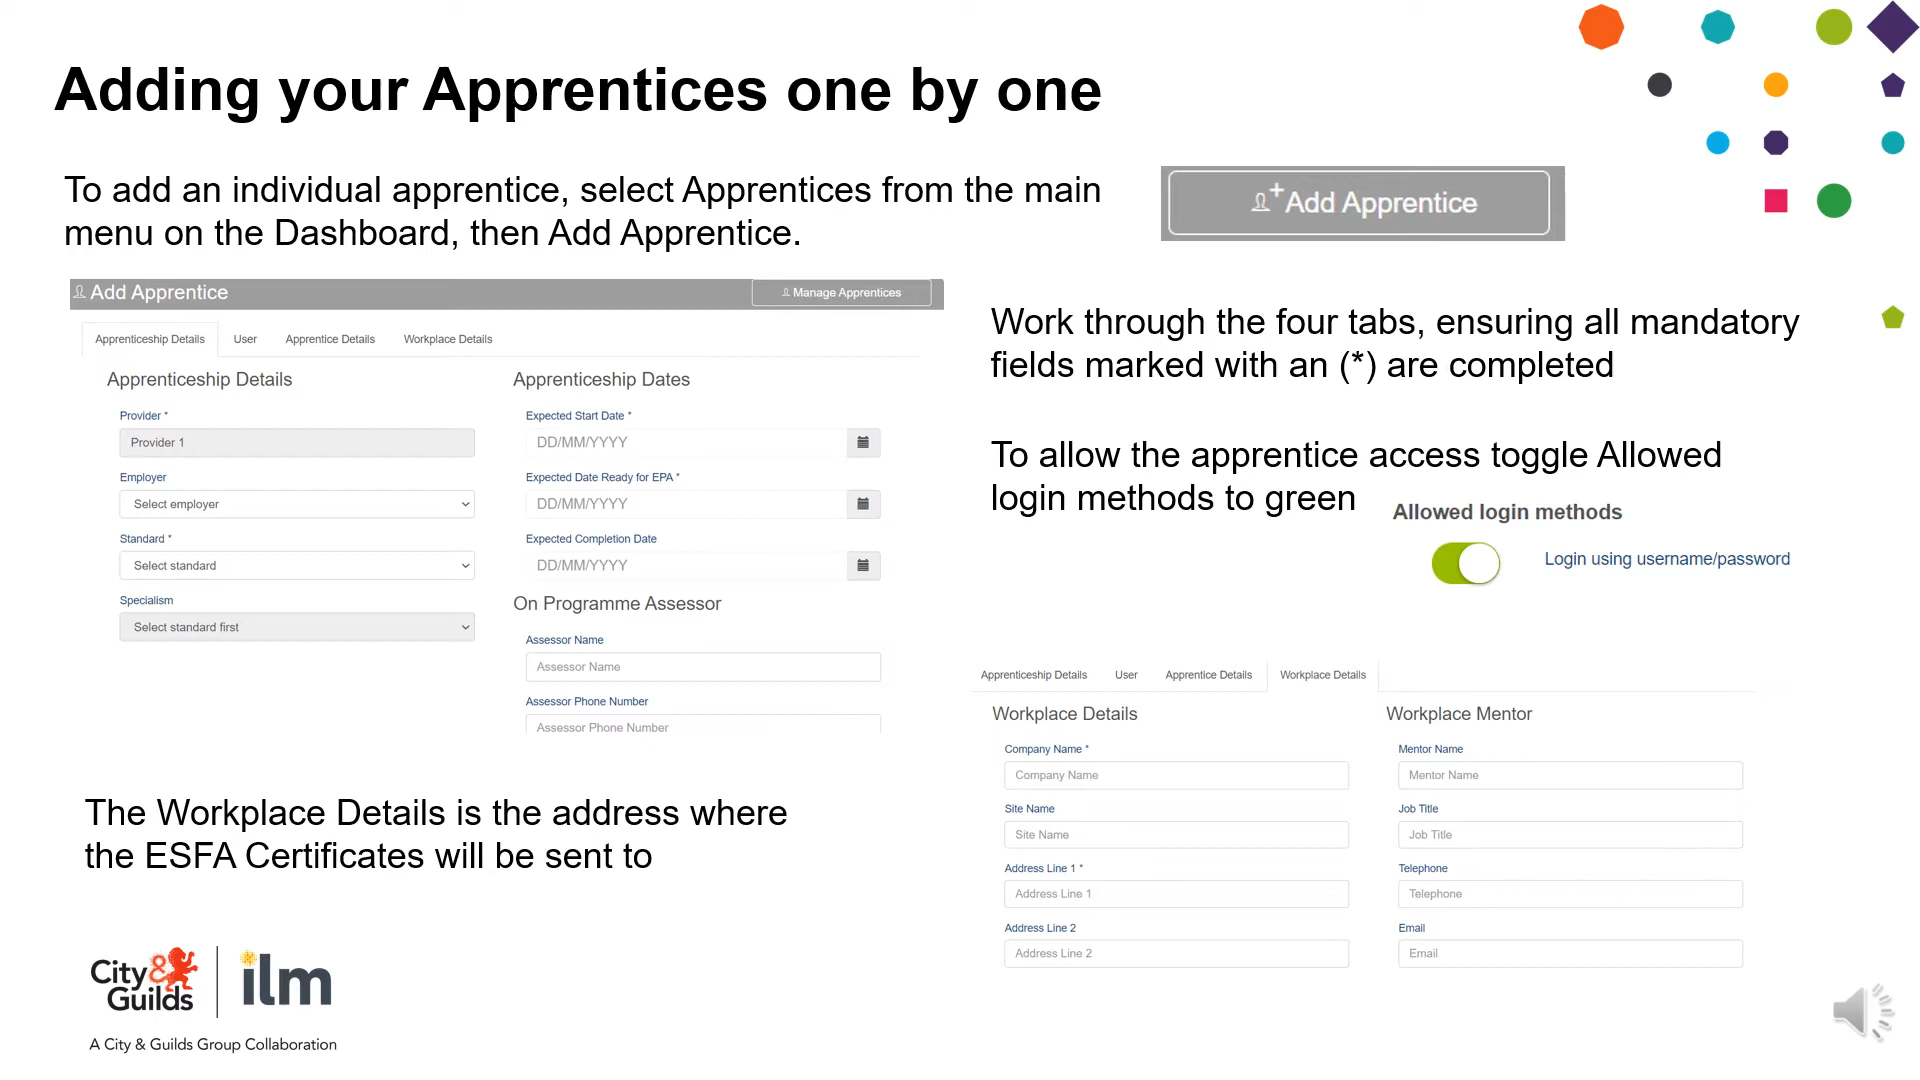 Adding your Apprentices one by one
To add an individual apprentice, select Apprentices from the main
menu on the Dashboard, then Add Apprentice.
Add Apprentice
Add Apprentice
Manage Apprentices
Apprenticeship Details User Apprentice Details Workplace Details
Apprenticeship Details
Provider *
Provider 1
Employer
Select employer
Standard *
Select standard
Specialism
Select standard first
Apprenticeship Dates
Expected Start Date *
DD/MM/YYYY
Expected Date Ready for EPA *
DD/MM/YYYY
Expected Completion Date
DD/MM/YYYY
On Programme Assessor
Assessor Name
Assessor Name
Assessor Phone Number
Assessor Phone Number
Work through the four tabs, ensuring all mandatory
fields marked with an (*) are completed
To allow the apprentice access toggle Allowed
login methods to green
Allowed login methods
Login using username/password
Apprenticeship Details User Apprentice Details Workplace Details
Workplace Details
Company Name *
Company Name
Site Name
Site Name
Address Line 1 *
Address Line 1
Address Line 2
Address Line 2
Workplace Mentor
Mentor Name
Mentor Name
Job Title
Job Title
Telephone
Telephone
Email
Email
The Workplace Details is the address where
the ESFA Certificates will be sent to
City &
Guilds
ilm
A City & Guilds Group Collaboration